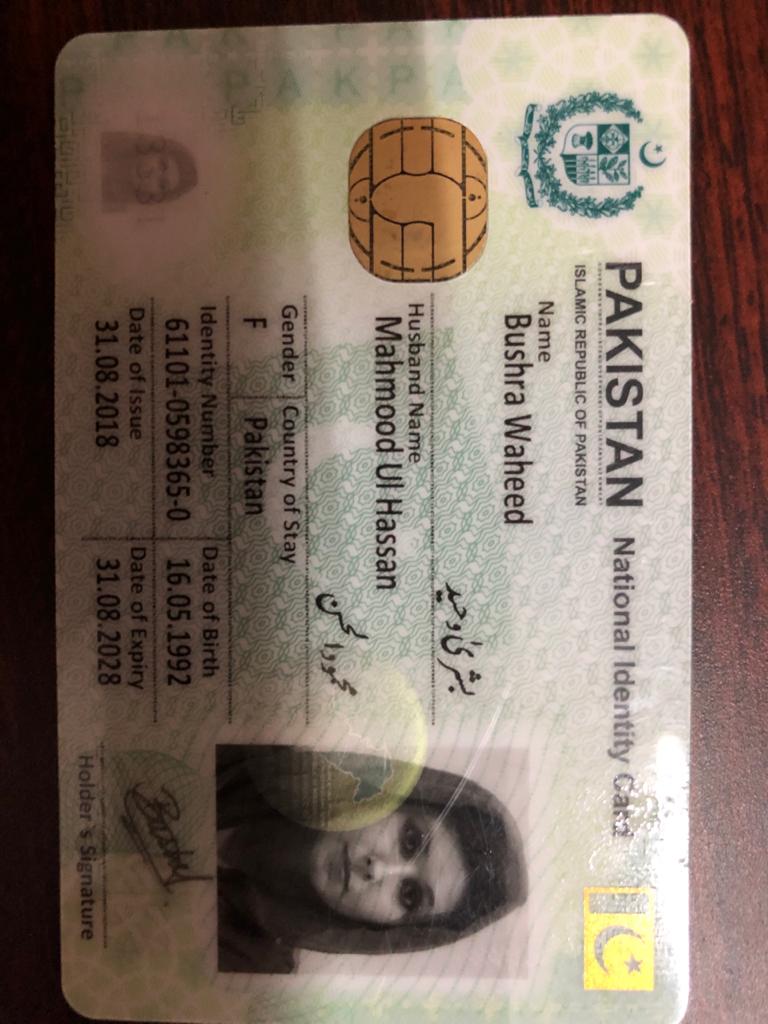 PAKISTAN National Identity Card
ISLAMIC REPUBLIC OF PAKISTAN
Name
Bushra Waheed
بشریٰ وحید
Husband Name
Mahmood Ul Hassan
محمود الحسن
Gender Country of Stay
F Pakistan
Identity Number Date of Birth
61101-0598365-0 16.05.1992
Date of Issue Date of Expiry
31.08.2018 31.08.2028
Holder's Signature